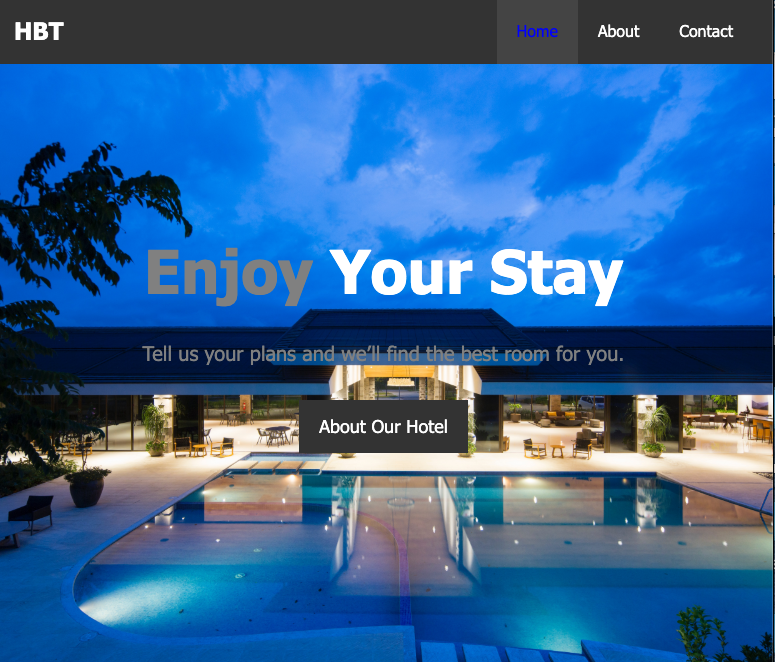 HBT
Home About Contact
Enjoy Your Stay
Tell us your plans and we’ll find the best room for you.
About Our Hotel